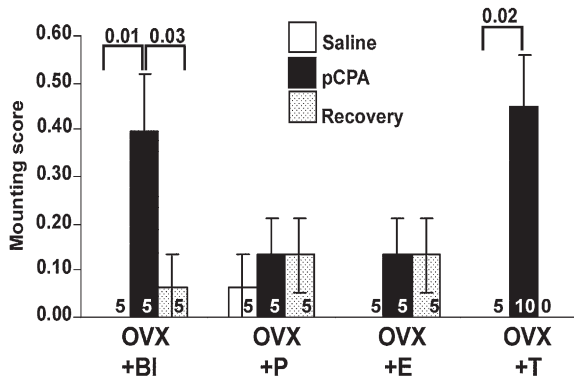 0.02
0.01 0.03
0.60
0.50
0.40
0.30
0.20
0.10
0.00
Mounting score
Saline
pCPA
Recovery
5 5 5
5 5 5
5 5 5
5 10 0
OVX
+BI
OVX
+P
OVX
+E
OVX
+T